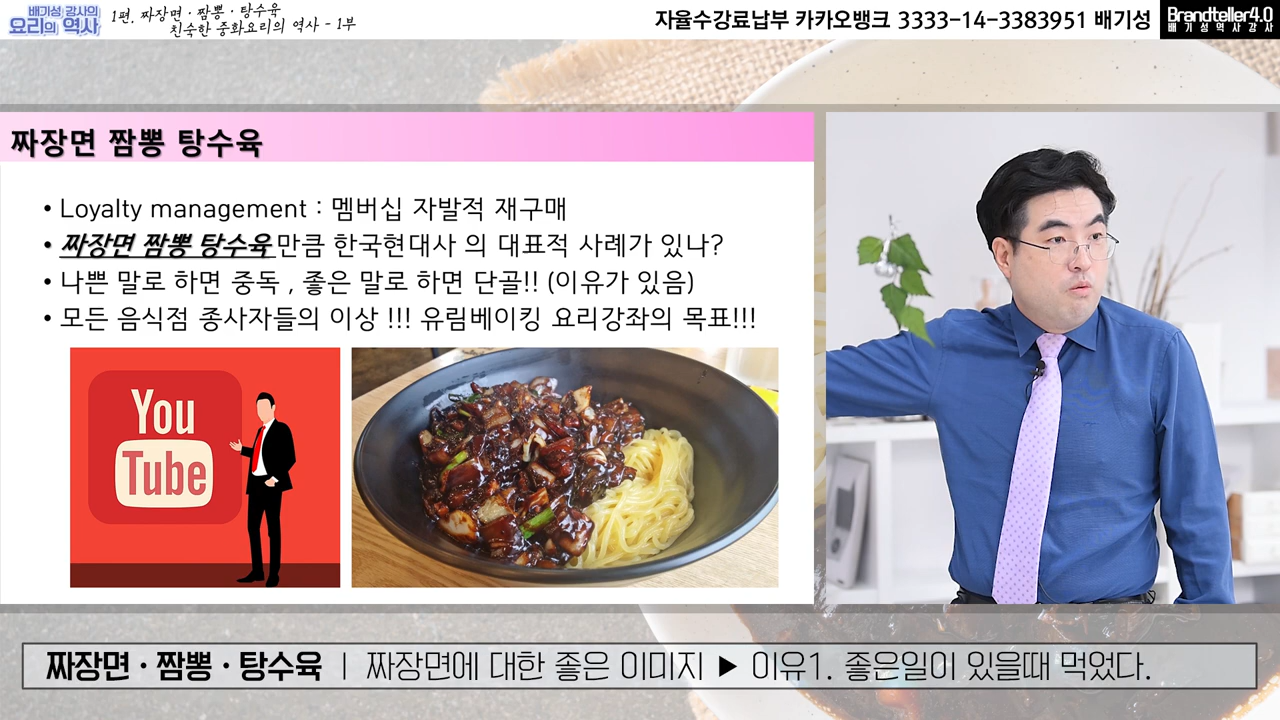 배기성 강사의
요리의 역사
1편. 짜장면 · 짬뽕 · 탕수육
친숙한 중화요리의 역사 - 1부
자율수강료납부 카카오뱅크 3333-14-3383951 배기성
Brandteller4.0
배기성역사강사
짜장면 짬뽕 탕수육
• Loyalty management : 멤버십 자발적 재구매
• 짜장면 짬뽕 탕수육 만큼 한국현대사 의 대표적 사례가 있나?
• 나쁜 말로 하면 중독 , 좋은 말로 하면 단골!! (이유가 있음)
• 모든 음식점 종사자들의 이상 !!! 유림베이킹 요리강좌의 목표!!!
You
Tube
짜장면 · 짬뽕 · 탕수육 | 짜장면에 대한 좋은 이미지 ▶ 이유1. 좋은일이 있을때 먹었다.